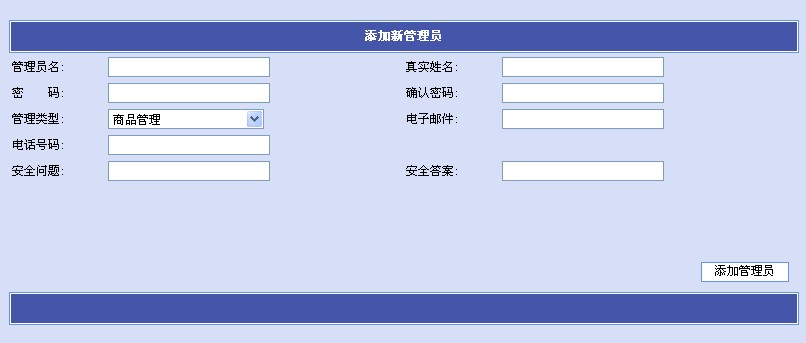 添加新管理员
管理员名: 真实姓名:
密　　码: 确认密码:
管理类型: 商品管理 电子邮件:
电话号码:
安全问题: 安全答案:
添加管理员